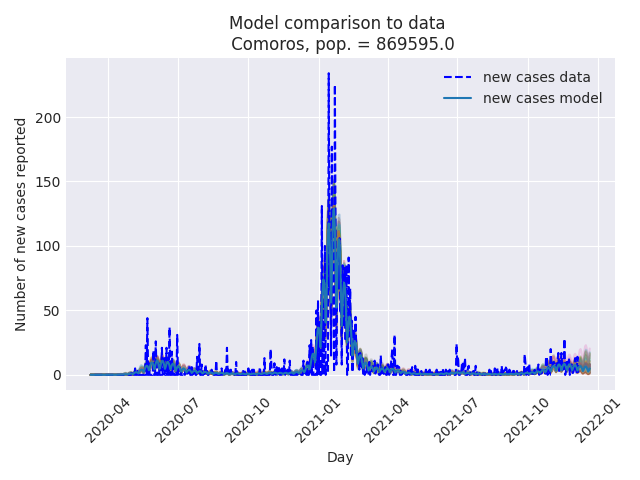 Model comparison to data
Comoros, pop. = 869595.0
new cases data
new cases model
Number of new cases reported
200
150
100
50
0
2020-04
2020-07
2020-10
2021-01
2021-04
2021-07
2021-10
2022-01
Day